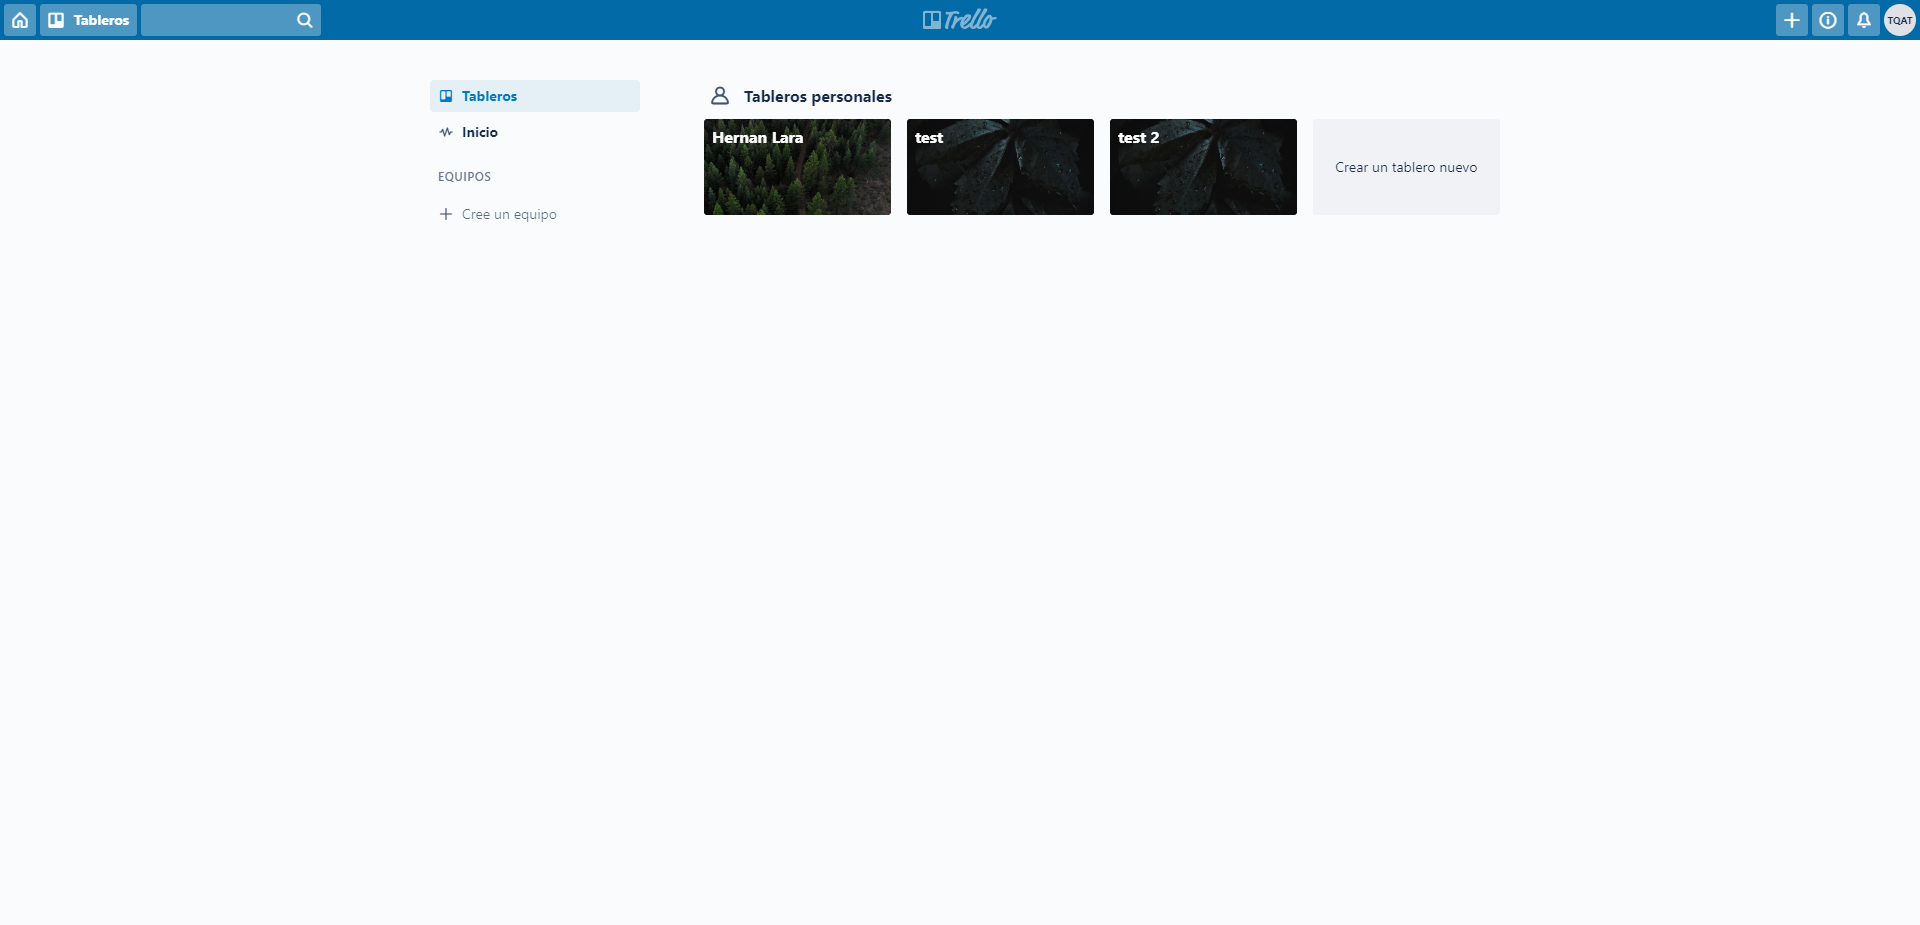 Tableros
Trello
TQAT
Tableros
Inicio
EQUIPOS
Cree un equipo
Tableros personales
Hernan Lara
test
test 2
Crear un tablero nuevo